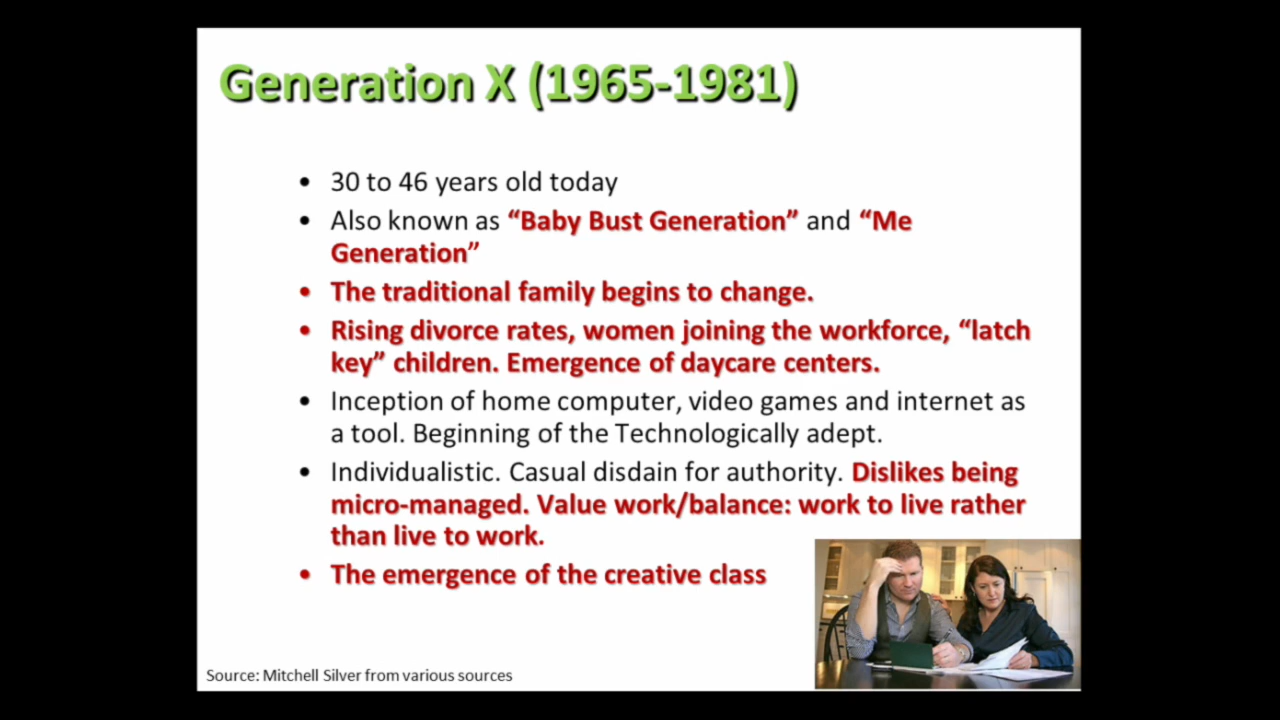 Generation X (1965-1981)
• 30 to 46 years old today
• Also known as “Baby Bust Generation” and “Me
Generation”
• The traditional family begins to change.
• Rising divorce rates, women joining the workforce, “latch
key” children. Emergence of daycare centers.
• Inception of home computer, video games and internet as
a tool. Beginning of the Technologically adept.
• Individualistic. Casual disdain for authority. Dislikes being
micro-managed. Value work/balance: work to live rather
than live to work.
• The emergence of the creative class
Source: Mitchell Silver from various sources